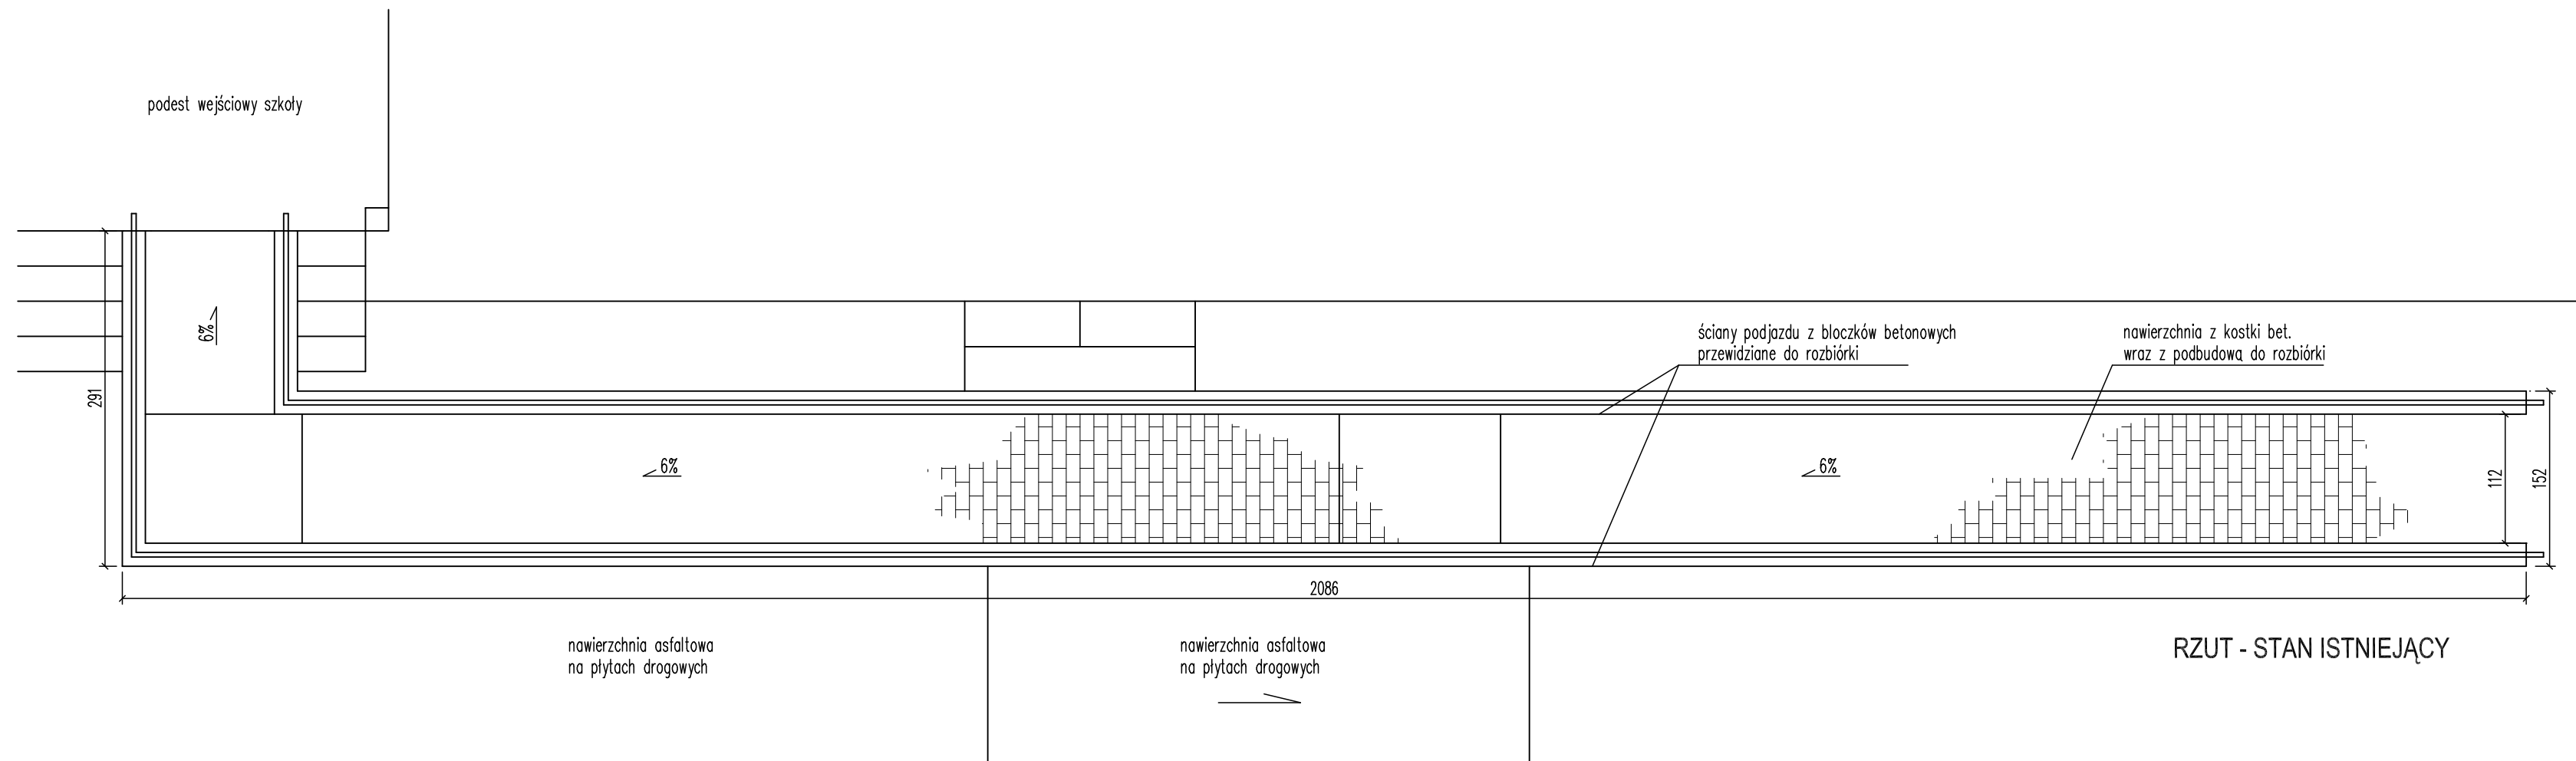 podest wejściowy szkoły
6%
291
ściany podjazdu z bloczków betonowych
przewidziane do rozbiórki
nawierzchnia z kostki bet.
wraz z podbudową do rozbiórki
6%
6%
112
152
2086
nawierzchnia asfaltowa
na płytach drogowych
nawierzchnia asfaltowa
na płytach drogowych
RZUT - STAN ISTNIEJĄCY